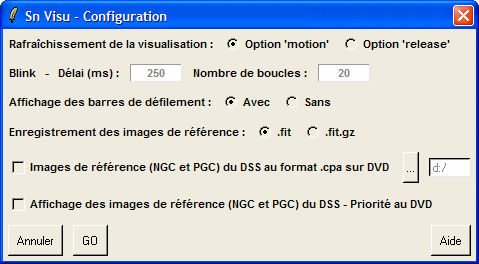 Sn Visu - Configuration
Rafraîchissement de la visualisation : Option 'motion' Option 'release'
Blink - Délai (ms) : 250 Nombre de boucles : 20
Affichage des barres de défilement : Avec Sans
Enregistrement des images de référence : .fit .fit.gz
Images de référence (NGC et PGC) du DSS au format .cpa sur DVD ... d:/
Affichage des images de référence (NGC et PGC) du DSS - Priorité au DVD
Annuler GO Aide